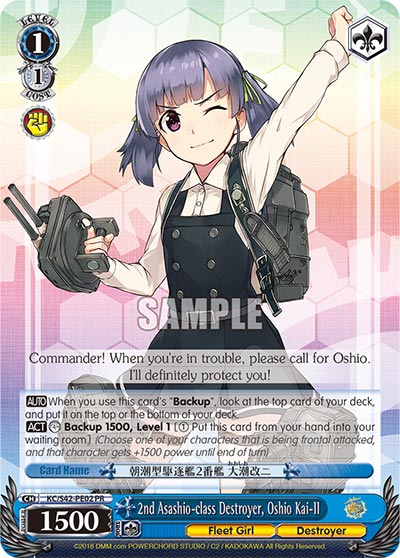 LEVEL
1
1
COST
SAMPLE
Commander! When you're in trouble, please call for Oshio.
I'll definitely protect you!
AUTO When you use this card's "Backup", look at the top card of your deck,
and put it on the top or the bottom of your deck.
ACT Backup 1500, Level 1 [① Put this card from your hand into your
waiting room] (Choose one of your characters that is being frontal attacked,
and that character gets +1500 power until end of turn)
Card Name 朝潮型駆逐艦2番艦 大潮改二
CH KC/S42-PE02 PR
2nd Asashio-class Destroyer, Oshio Kai-II
POWER 1500 SOUL
Fleet Girl Destroyer
©2018 DMM.com POWERCHORD STUDIO / C2 / KADOKAWA All Rights Reserved.